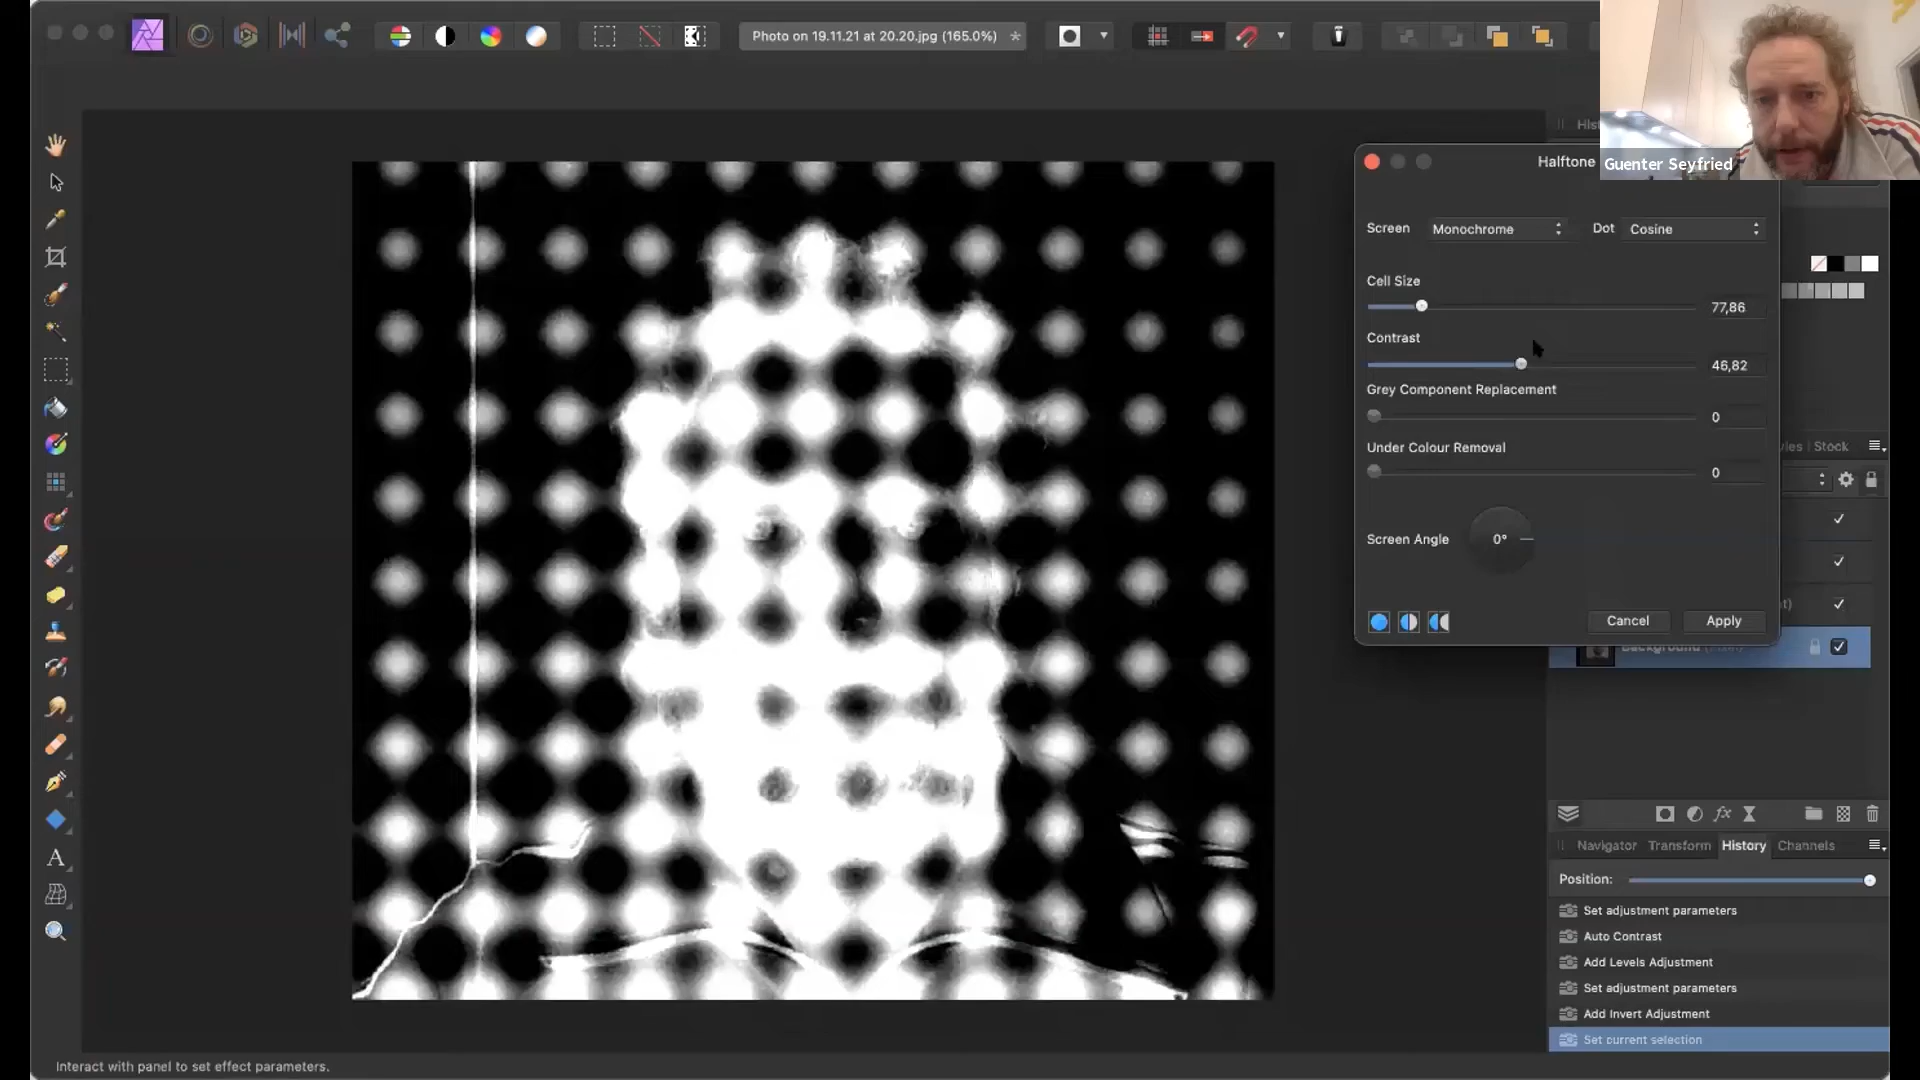 Photo on 19.11.21 at 20.20.jpg (165.0%)
Guenter Seyfried
Halftone
Screen Monochrome Dot Cosine
Cell Size
77,86
Contrast
46,82
Grey Component Replacement
0
Under Colour Removal
0
Screen Angle 0°
Cancel Apply
Stock
Background
Navigator Transform History Channels
Position:
Set adjustment parameters
Auto Contrast
Add Levels Adjustment
Set adjustment parameters
Add Invert Adjustment
Set current selection
Interact with panel to set effect parameters.